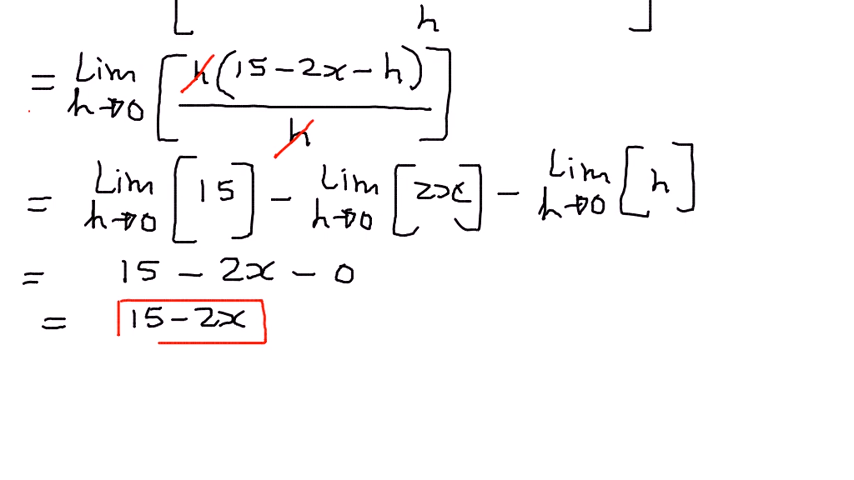 h
= Lim h→0 [h(15-2x-h) / h]
= Lim h→0 [15] - Lim h→0 [2x] - Lim h→0 [h]
= 15 - 2x - 0
= 15-2x